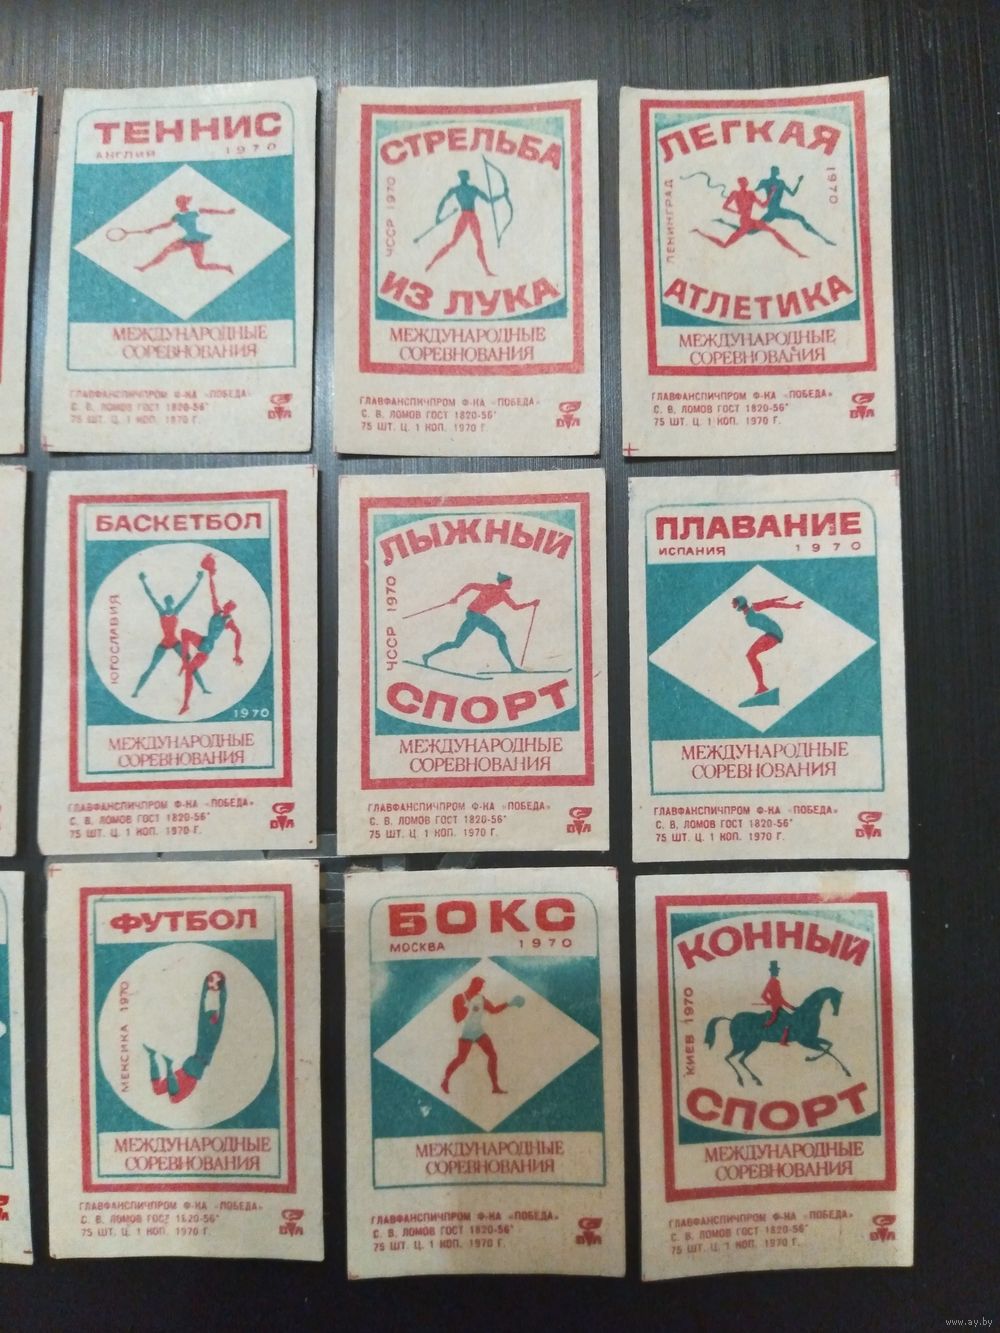 ТЕННИС
АНГЛИЯ 1970
МЕЖДУНАРОДНЫЕ
СОРЕВНОВАНИЯ
ГЛАВФАНСПИЧПРОМ Ф-КА «ПОБЕДА»
С. В. ЛОМОВ ГОСТ 1820-56*
75 ШТ. Ц. 1 КОП. 1970 Г.
СТРЕЛЬБА
ЧССР 1970
ИЗ ЛУКА
МЕЖДУНАРОДНЫЕ
СОРЕВНОВАНИЯ
ГЛАВФАНСПИЧПРОМ Ф-КА «ПОБЕДА»
С. В. ЛОМОВ ГОСТ 1820-56*
75 ШТ. Ц. 1 КОП. 1970 Г.
ЛЕГКАЯ
ЛЕНИНГРАД
1970
АТЛЕТИКА
МЕЖДУНАРОДНЫЕ
СОРЕВНОВАНИЯ
ГЛАВФАНСПИЧПРОМ Ф-КА «ПОБЕДА»
С. В. ЛОМОВ ГОСТ 1820-56*
75 ШТ. Ц. 1 КОП. 1970 Г.
БАСКЕТБОЛ
ЮГОСЛАВИЯ
1970
МЕЖДУНАРОДНЫЕ
СОРЕВНОВАНИЯ
ГЛАВФАНСПИЧПРОМ Ф-КА «ПОБЕДА»
С. В. ЛОМОВ ГОСТ 1820-56*
75 ШТ. Ц. 1 КОП. 1970 Г.
ЛЫЖНЫЙ
ЧССР 1970
СПОРТ
МЕЖДУНАРОДНЫЕ
СОРЕВНОВАНИЯ
ГЛАВФАНСПИЧПРОМ Ф-КА «ПОБЕДА»
С. В. ЛОМОВ ГОСТ 1820-56*
75 ШТ. Ц. 1 КОП. 1970 Г.
ПЛАВАНИЕ
ИСПАНИЯ 1970
МЕЖДУНАРОДНЫЕ
СОРЕВНОВАНИЯ
ГЛАВФАНСПИЧПРОМ Ф-КА «ПОБЕДА»
С. В. ЛОМОВ ГОСТ 1820-56*
75 ШТ. Ц. 1 КОП. 1970 Г.
ФУТБОЛ
МЕКСИКА 1970
МЕЖДУНАРОДНЫЕ
СОРЕВНОВАНИЯ
ГЛАВФАНСПИЧПРОМ Ф-КА «ПОБЕДА»
С. В. ЛОМОВ ГОСТ 1820-56*
75 ШТ. Ц. 1 КОП. 1970 Г.
БОКС
МОСКВА 1970
МЕЖДУНАРОДНЫЕ
СОРЕВНОВАНИЯ
ГЛАВФАНСПИЧПРОМ Ф-КА «ПОБЕДА»
С. В. ЛОМОВ ГОСТ 1820-56*
75 ШТ. Ц. 1 КОП. 1970 Г.
КОННЫЙ
КИЕВ 1970
СПОРТ
МЕЖДУНАРОДНЫЕ
СОРЕВНОВАНИЯ
ГЛАВФАНСПИЧПРОМ Ф-КА «ПОБЕДА»
С. В. ЛОМОВ ГОСТ 1820-56*
75 ШТ. Ц. 1 КОП. 1970 Г.
www.ay.by